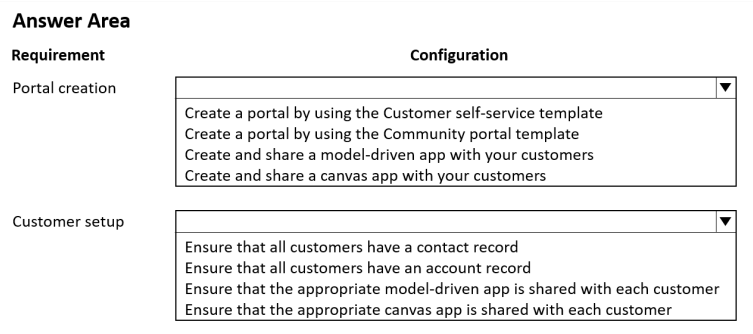 Answer Area
Requirement Configuration
Portal creation
Create a portal by using the Customer self-service template
Create a portal by using the Community portal template
Create and share a model-driven app with your customers
Create and share a canvas app with your customers
Customer setup
Ensure that all customers have a contact record
Ensure that all customers have an account record
Ensure that the appropriate model-driven app is shared with each customer
Ensure that the appropriate canvas app is shared with each customer